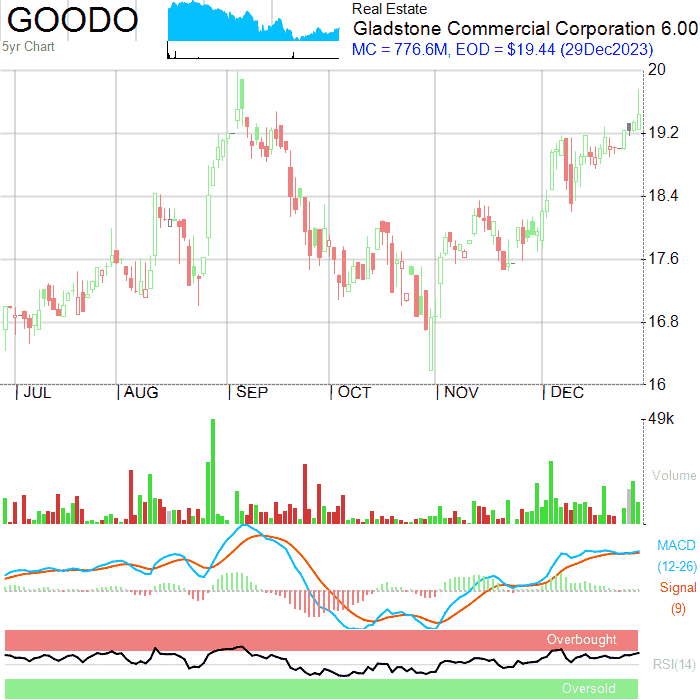 GOODO
5yr Chart
Real Estate
Gladstone Commercial Corporation 6.00
MC = 776.6M, EOD = $19.44 (29Dec2023)
20
19.2
18.4
17.6
16.8
16
JUL AUG SEP OCT NOV DEC
49k
Volume
MACD
(12-26)
Signal
(9)
Overbought
RSI(14)
Oversold